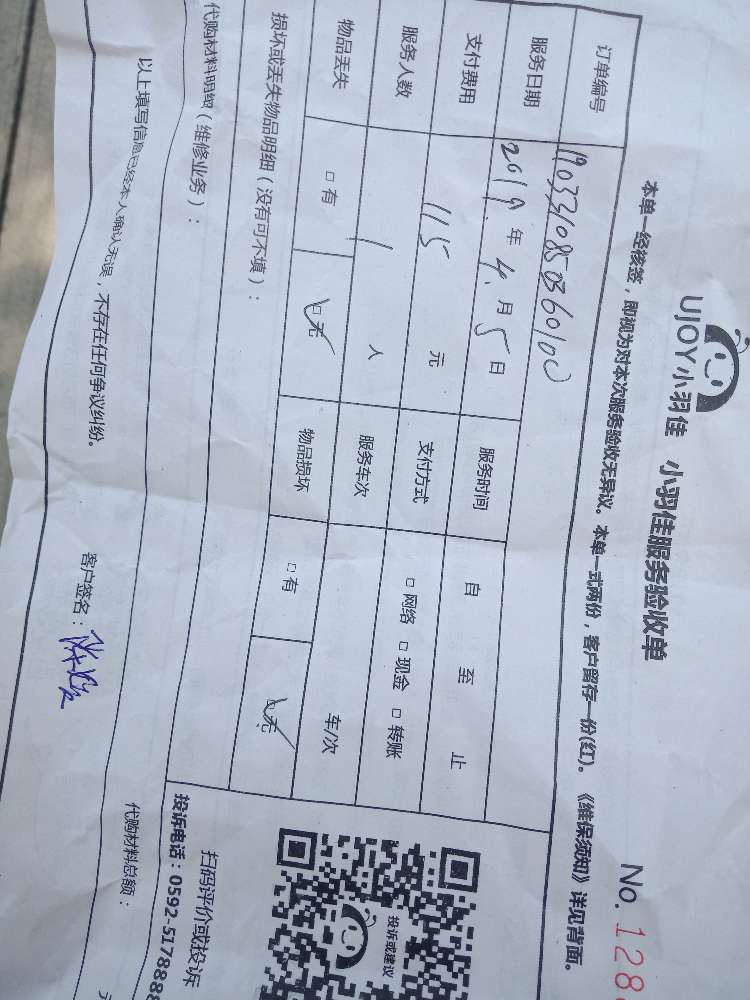 UJOY小羽佳 小羽佳服务验收单
No. 128
本单一经核签，即视为对本次服务验收无异议。本单一式两份，客户留存一份(红)。《维保须知》详见背面。
订单编号 1903310850360100
服务日期 2019年4.月5日 服务时间 自 至 止
支付费用 115 元 支付方式 □ 网络 □ 现金 □ 转账
服务人数 1 人 服务车次 车/次
物品丢失 □ 有 □ 无 物品损坏 □ 有 □ 无
损坏或丢失物品明细（没有可不填）：
代购材料明细（维修业务）：
代购材料总额：
以上填写信息已经本人确认无误，不存在任何争议纠纷。
客户签名：
投诉或建议
扫码评价或投诉
投诉电话：0592-5178888